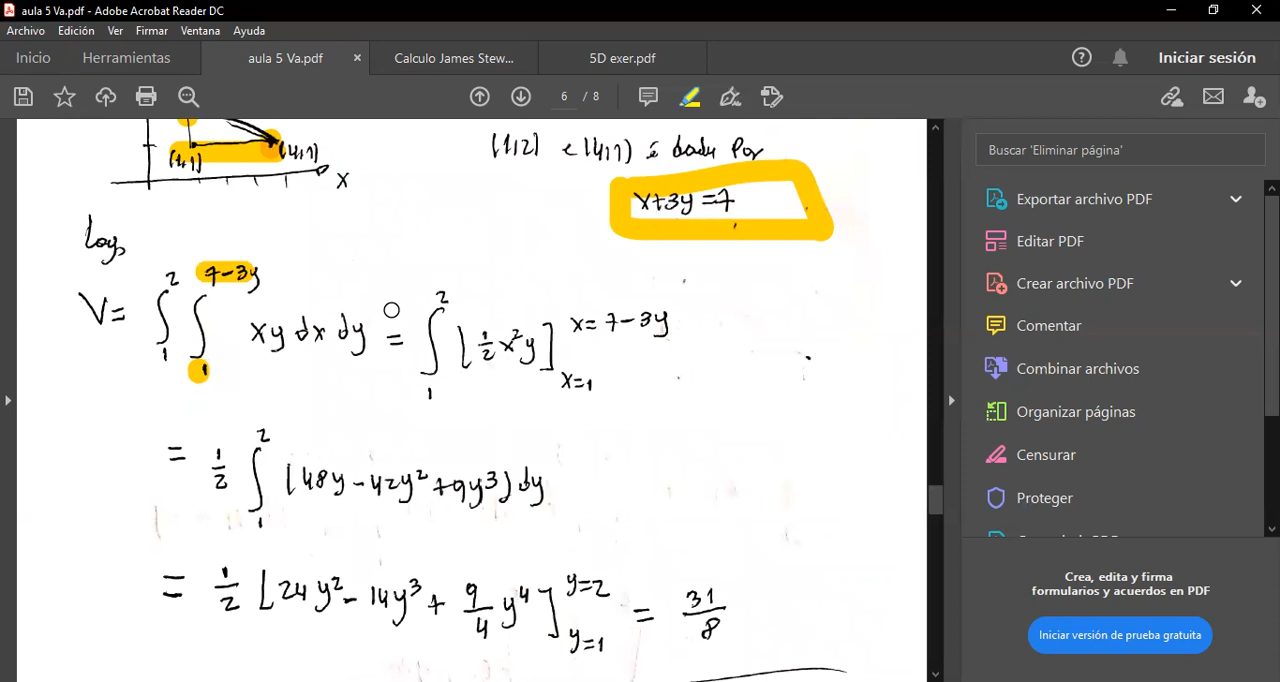 aula 5 Va.pdf - Adobe Acrobat Reader DC
Archivo Edición Ver Firmar Ventana Ayuda
Inicio Herramientas aula 5 Va.pdf × Calculo James Stew... 5D exer.pdf Iniciar sesión
6 / 8
(1,1) (4,1) x
(1,2) e (4,1) é dada por
x+3y=7
Logo,
V= ∫₁² ∫₁^{7-3y} xy dx dy = ∫₁² [½x²y]_{x=1}^{x=7-3y}
= ½ ∫₁² (48y-42y²+9y³) dy
= ½ [24y²-14y³+9/4 y⁴]_{y=1}^{y=2} = 31/8
Buscar 'Eliminar página'
Exportar archivo PDF
Editar PDF
Crear archivo PDF
Comentar
Combinar archivos
Organizar páginas
Censurar
Proteger
Crea, edita y firma
formularios y acuerdos en PDF
Iniciar versión de prueba gratuita